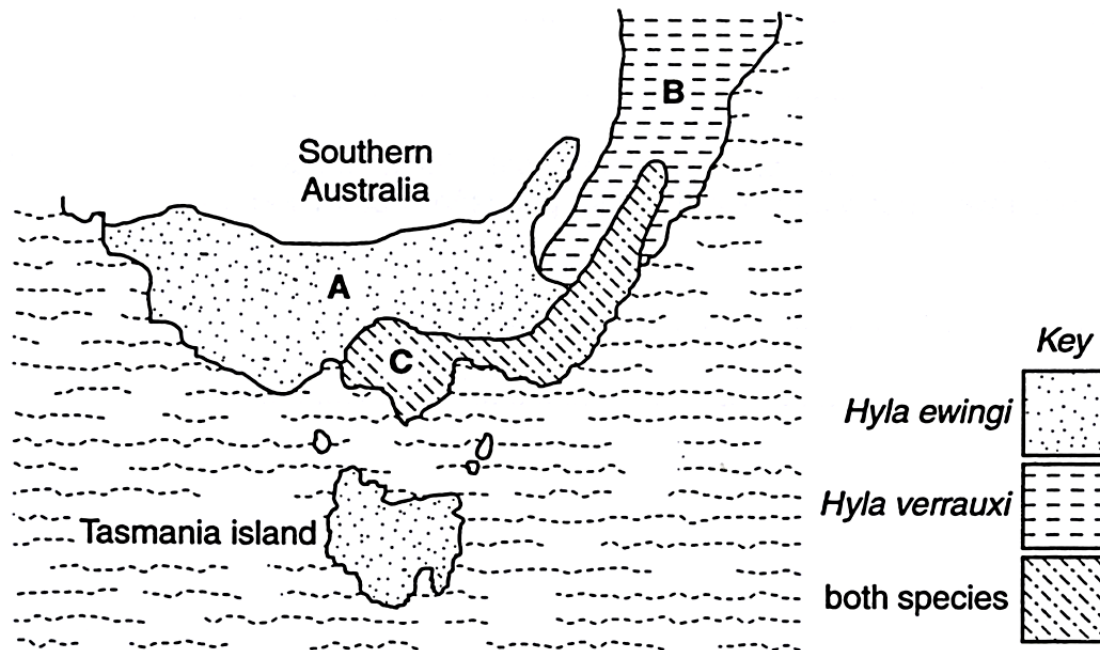 B
Southern
Australia
A
C
Tasmania island
Key
Hyla ewingi
Hyla verrauxi
both species